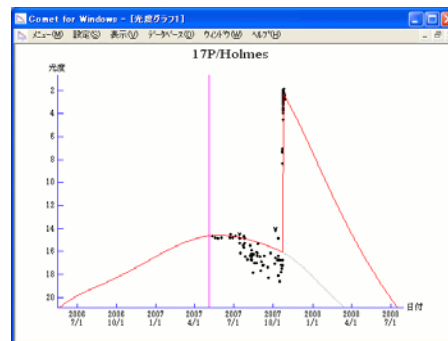 Comet for Windows - [光度グラフ1]
メニュー(M) 設定(S) 表示(V) データベース(D) ウィンドウ(W) ヘルプ(H)
17P/Holmes
光度
2
4
6
8
10
12
14
16
18
20
日付
2006 2006 2007 2007 2007 2007 2008 2008 2008
7/1 10/1 1/1 4/1 7/1 10/1 1/1 4/1 7/1